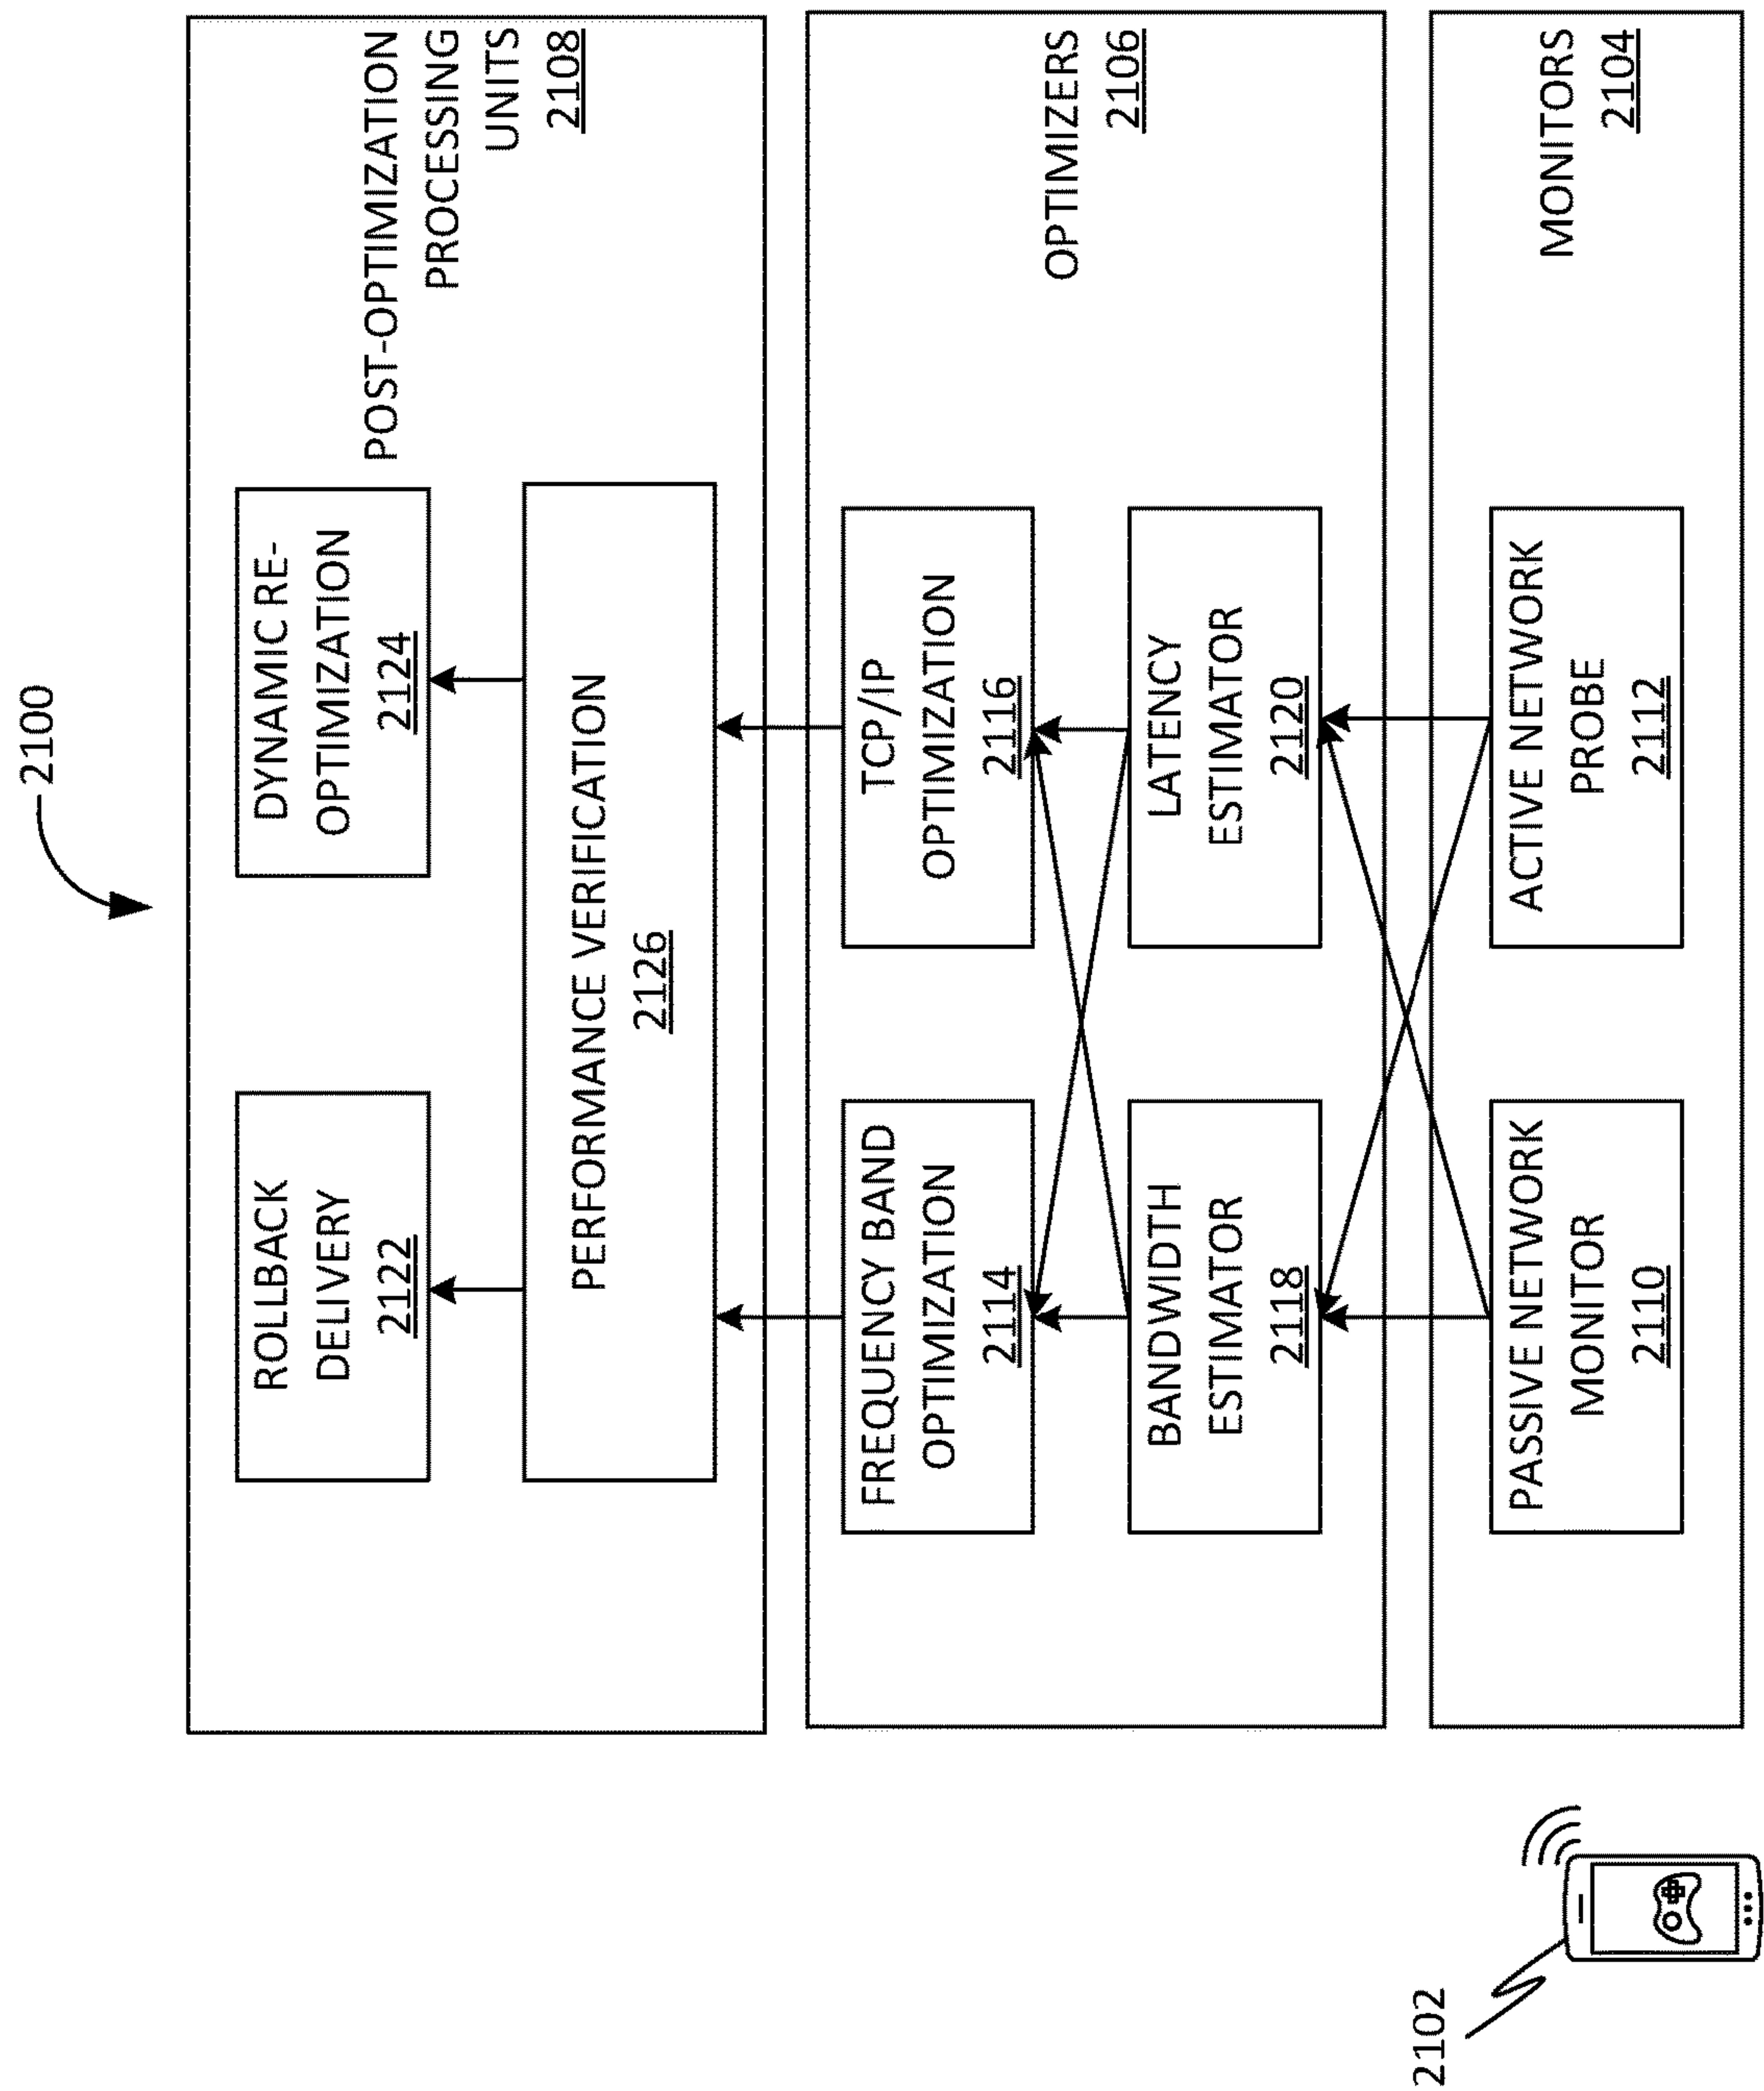 2100
ROLLBACK
DELIVERY
2122
DYNAMIC RE-
OPTIMIZATION
2124
POST-OPTIMIZATION
PROCESSING
UNITS
2108
PERFORMANCE VERIFICATION
2126
FREQUENCY BAND
OPTIMIZATION
2114
TCP/IP
OPTIMIZATION
2116
OPTIMIZERS
2106
BANDWIDTH
ESTIMATOR
2118
LATENCY
ESTIMATOR
2120
PASSIVE NETWORK
MONITOR
2110
ACTIVE NETWORK
PROBE
2112
MONITORS
2104
2102